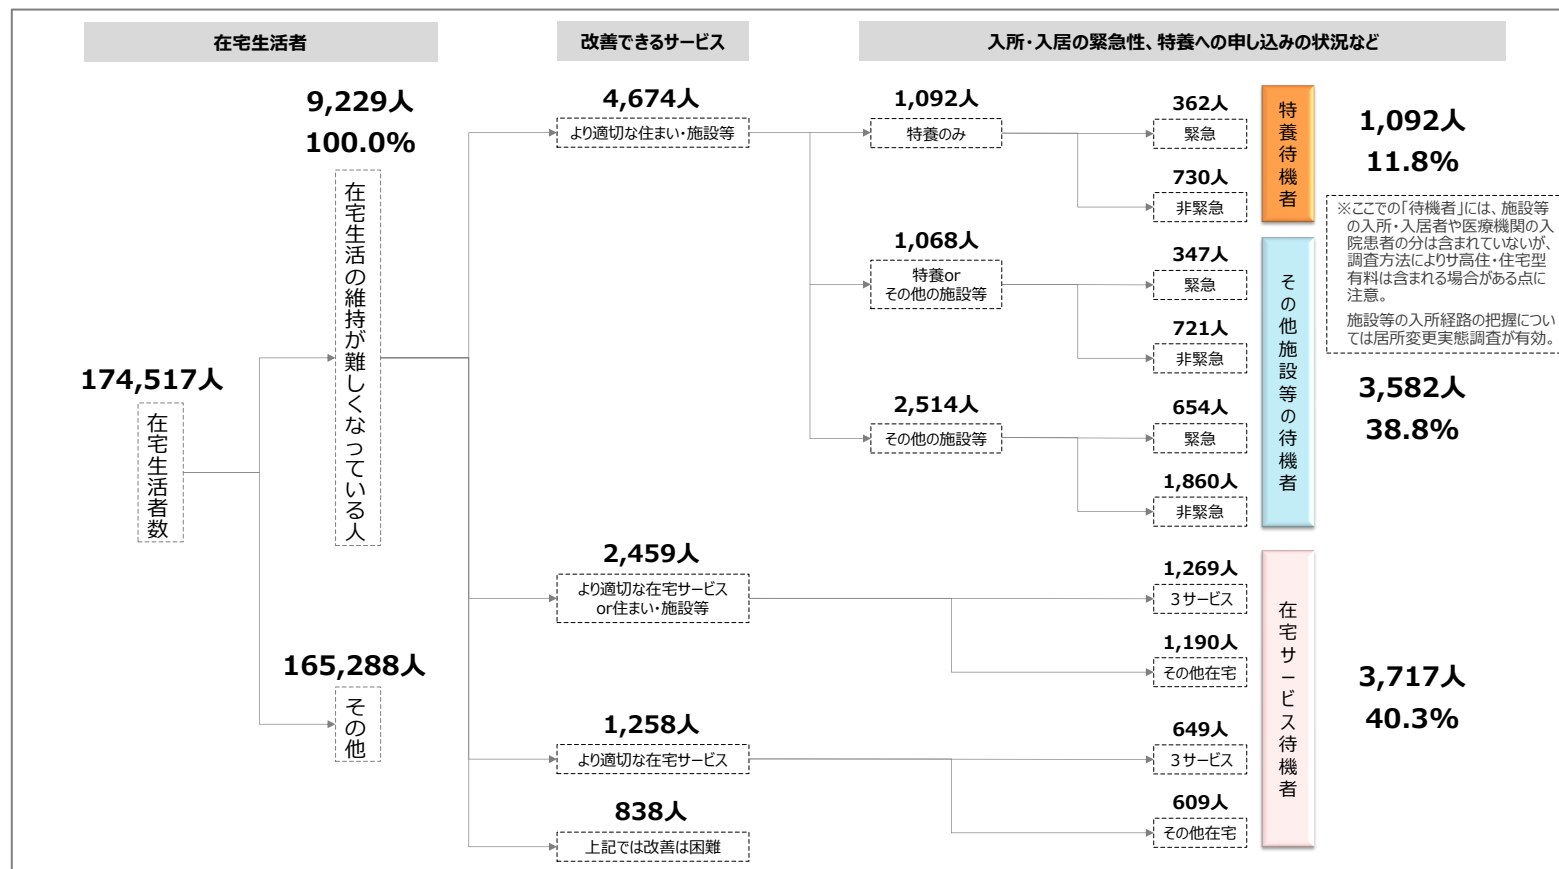 在宅生活者
改善できるサービス
入所・入居の緊急性、特養への申し込みの状況など
174,517人
在宅生活者数
9,229人
100.0%
在宅生活の維持が難しくなっている人
165,288人
その他
4,674人
より適切な住まい・施設等
2,459人
より適切な在宅サービス
or住まい・施設等
1,258人
より適切な在宅サービス
838人
上記では改善は困難
1,092人
特養のみ
1,068人
特養or
その他の施設等
2,514人
その他の施設等
362人
緊急
730人
非緊急
347人
緊急
721人
非緊急
654人
緊急
1,860人
非緊急
1,269人
3サービス
1,190人
その他在宅
649人
3サービス
609人
その他在宅
特養待機者
その他施設等の待機者
在宅サービス待機者
1,092人
11.8%
※ここでの「待機者」には、施設等
の入所・入居者や医療機関の入
院患者の分は含まれていないが、
調査方法によりサ高住・住宅型
有料は含まれる場合がある点に
注意。
施設等の入所経路の把握につい
ては居所変更実態調査が有効。
3,582人
38.8%
3,717人
40.3%